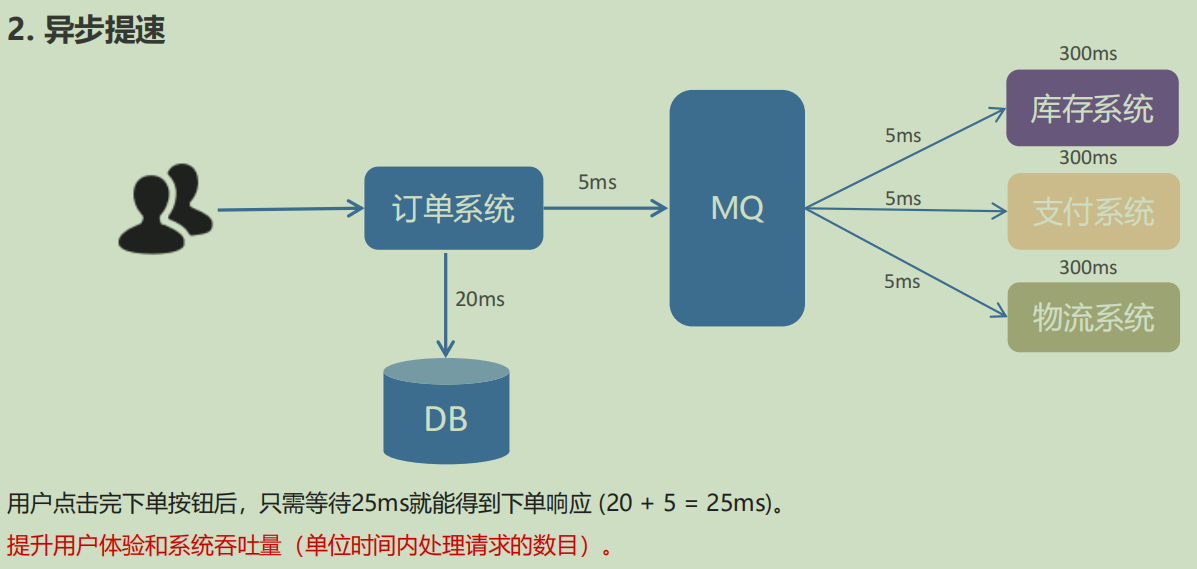 2. 异步提速
300ms
库存系统
5ms
300ms
订单系统
5ms
MQ
5ms
支付系统
300ms
5ms
20ms
物流系统
DB
用户点击完下单按钮后，只需等待25ms就能得到下单响应 (20 + 5 = 25ms)。
提升用户体验和系统吞吐量（单位时间内处理请求的数目）。